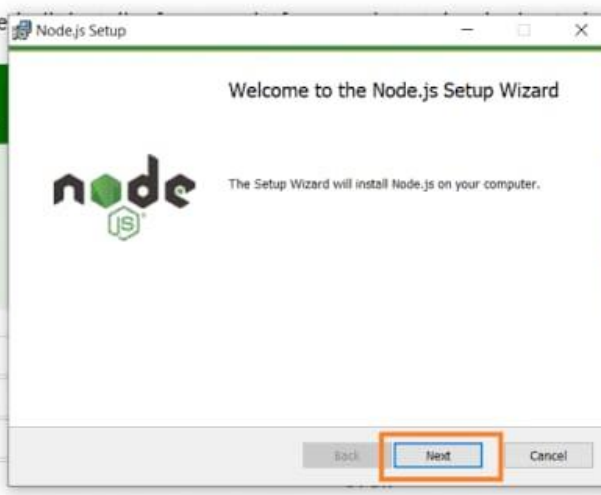 Node.js Setup
Welcome to the Node.js Setup Wizard
node
JS
The Setup Wizard will install Node.js on your computer.
Back
Next
Cancel